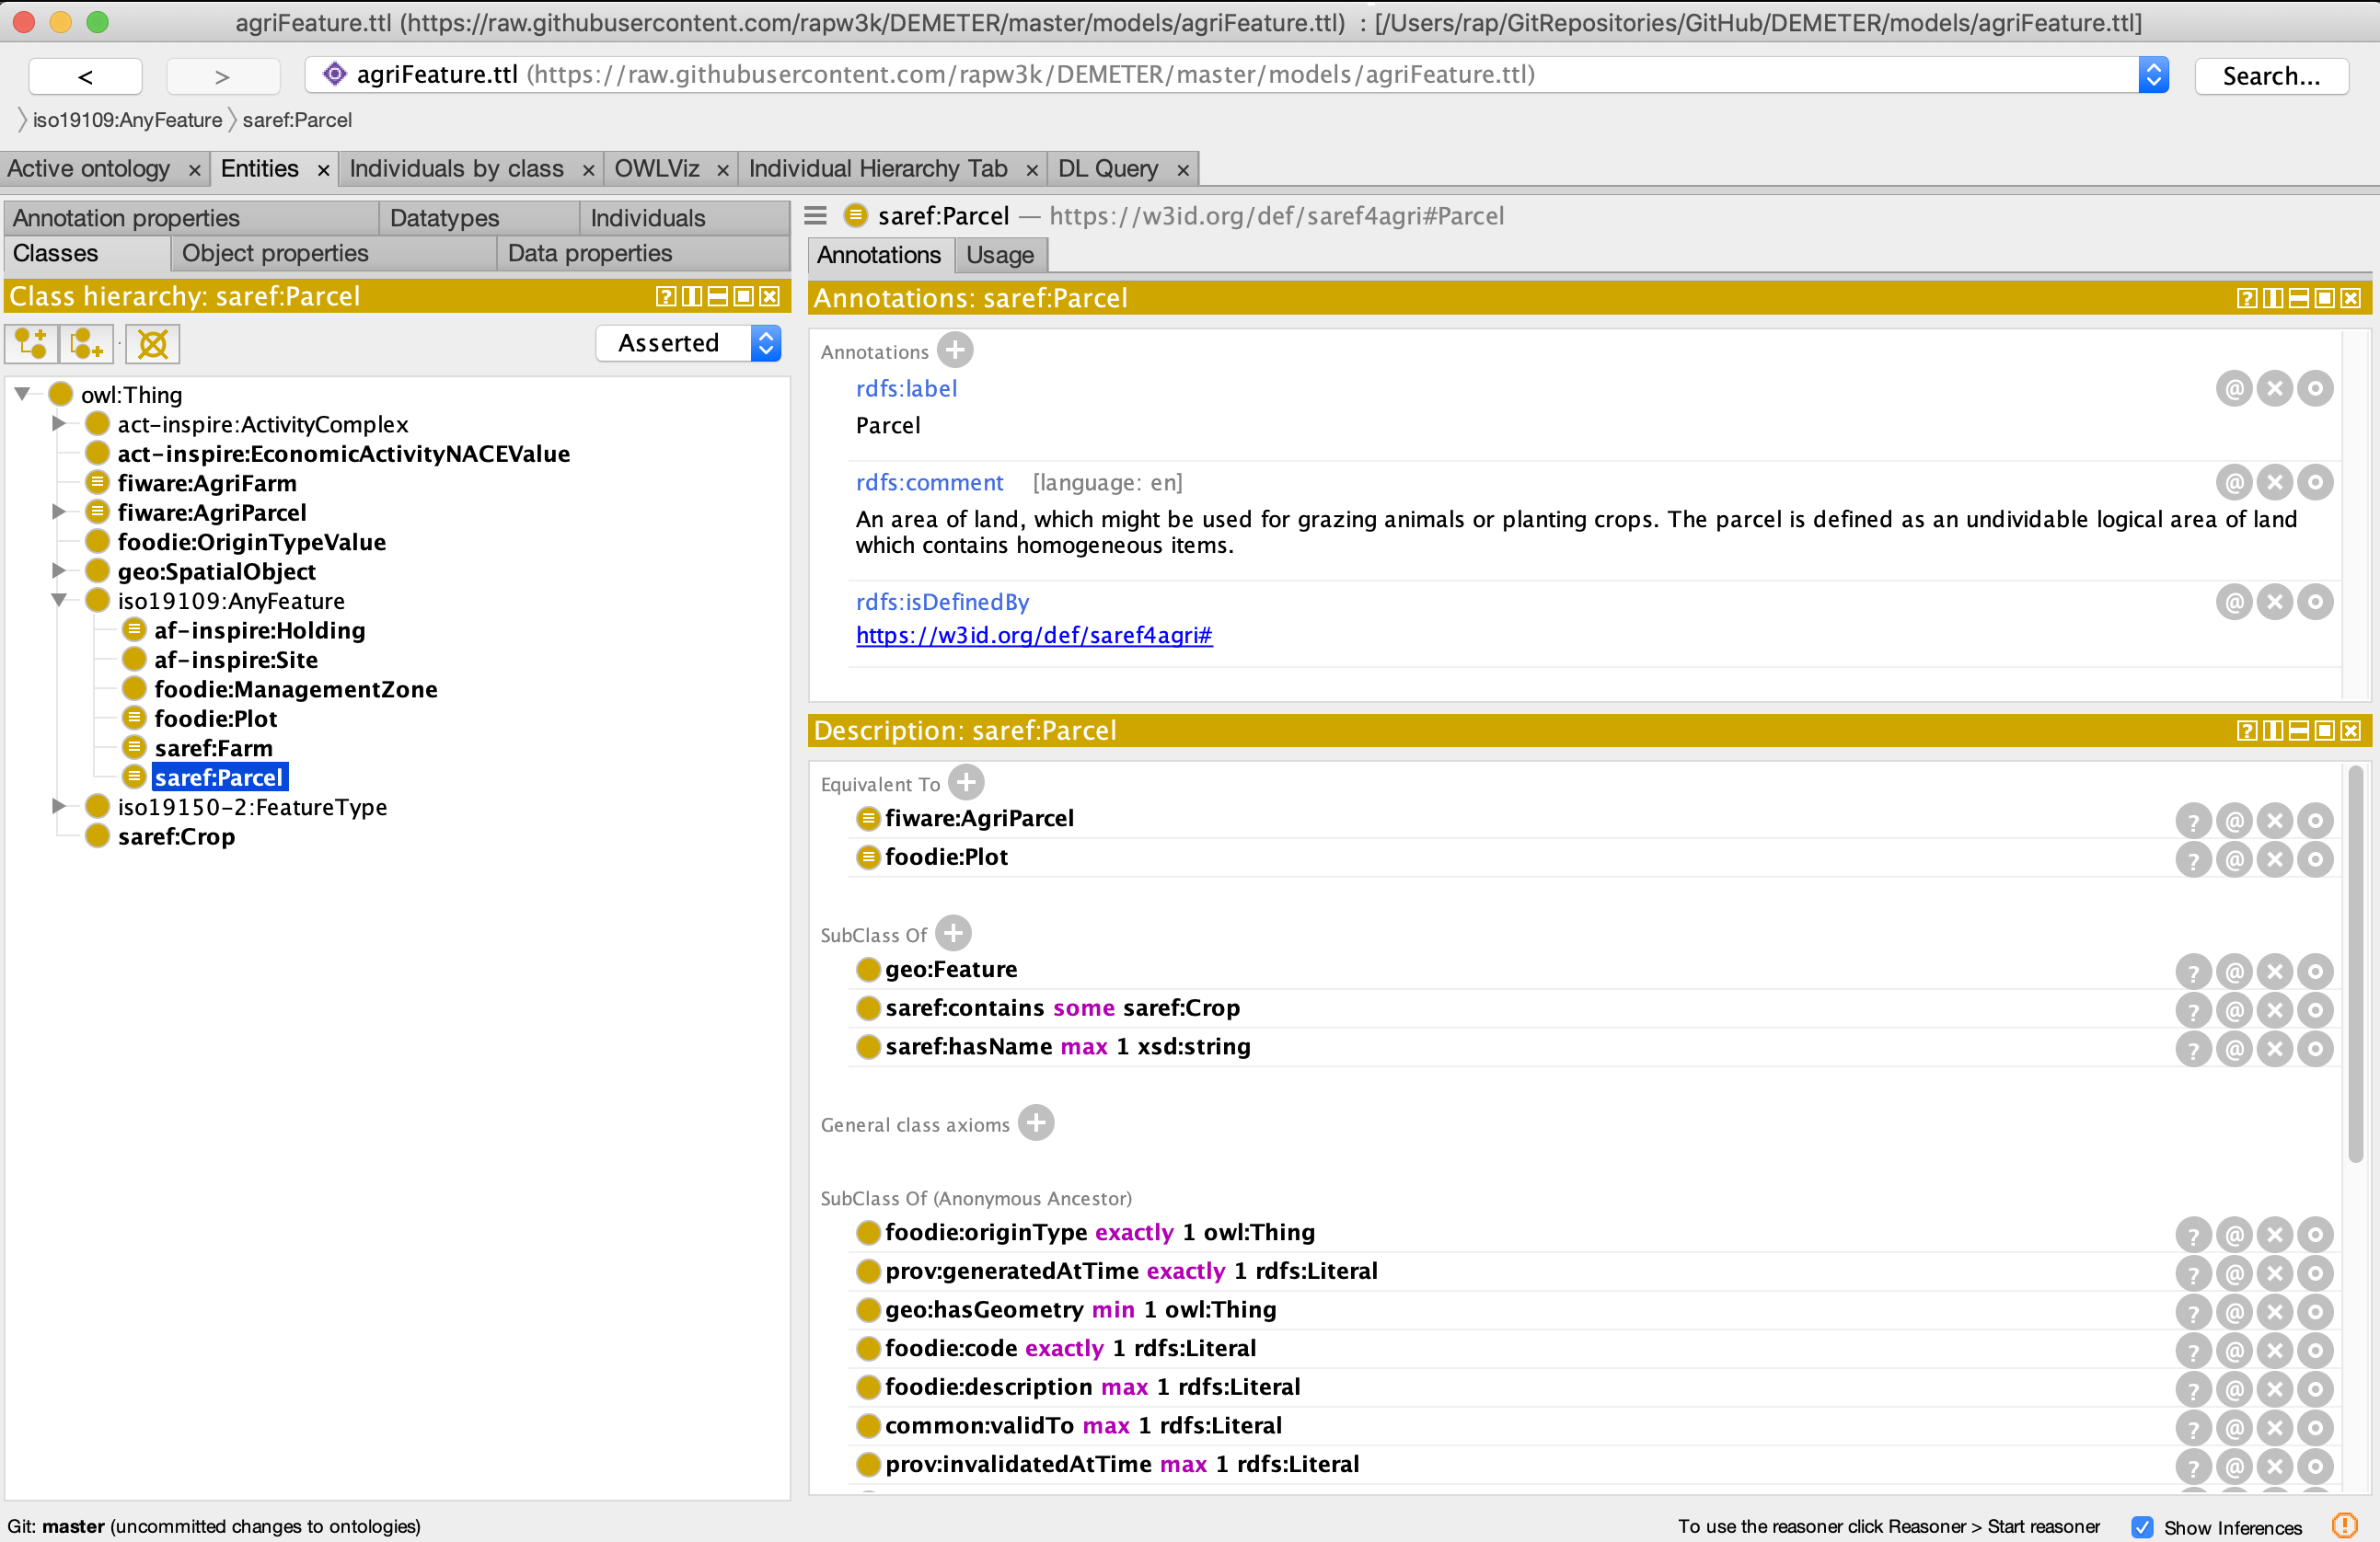 agriFeature.ttl (https://raw.githubusercontent.com/rapw3k/DEMETER/master/models/agriFeature.ttl) : [/Users/rap/GitRepositories/GitHub/DEMETER/models/agriFeature.ttl]
< > agriFeature.ttl (https://raw.githubusercontent.com/rapw3k/DEMETER/master/models/agriFeature.ttl) Search...
iso19109:AnyFeature saref:Parcel
Active ontology × Entities × Individuals by class × OWLViz × Individual Hierarchy Tab × DL Query ×
Annotation properties Datatypes Individuals
Classes Object properties Data properties
Class hierarchy: saref:Parcel
Asserted
owl:Thing
act-inspire:ActivityComplex
act-inspire:EconomicActivityNACEValue
fiware:AgriFarm
fiware:AgriParcel
foodie:OriginTypeValue
geo:SpatialObject
iso19109:AnyFeature
af-inspire:Holding
af-inspire:Site
foodie:ManagementZone
foodie:Plot
saref:Farm
saref:Parcel
iso19150-2:FeatureType
saref:Crop
saref:Parcel — https://w3id.org/def/saref4agri#Parcel
Annotations Usage
Annotations: saref:Parcel
Annotations
rdfs:label
Parcel
rdfs:comment [language: en]
An area of land, which might be used for grazing animals or planting crops. The parcel is defined as an undividable logical area of land
which contains homogeneous items.
rdfs:isDefinedBy
https://w3id.org/def/saref4agri#
Description: saref:Parcel
Equivalent To
fiware:AgriParcel
foodie:Plot
SubClass Of
geo:Feature
saref:contains some saref:Crop
saref:hasName max 1 xsd:string
General class axioms
SubClass Of (Anonymous Ancestor)
foodie:originType exactly 1 owl:Thing
prov:generatedAtTime exactly 1 rdfs:Literal
geo:hasGeometry min 1 owl:Thing
foodie:code exactly 1 rdfs:Literal
foodie:description max 1 rdfs:Literal
common:validTo max 1 rdfs:Literal
prov:invalidatedAtTime max 1 rdfs:Literal
Git: master (uncommitted changes to ontologies)
To use the reasoner click Reasoner > Start reasoner Show Inferences